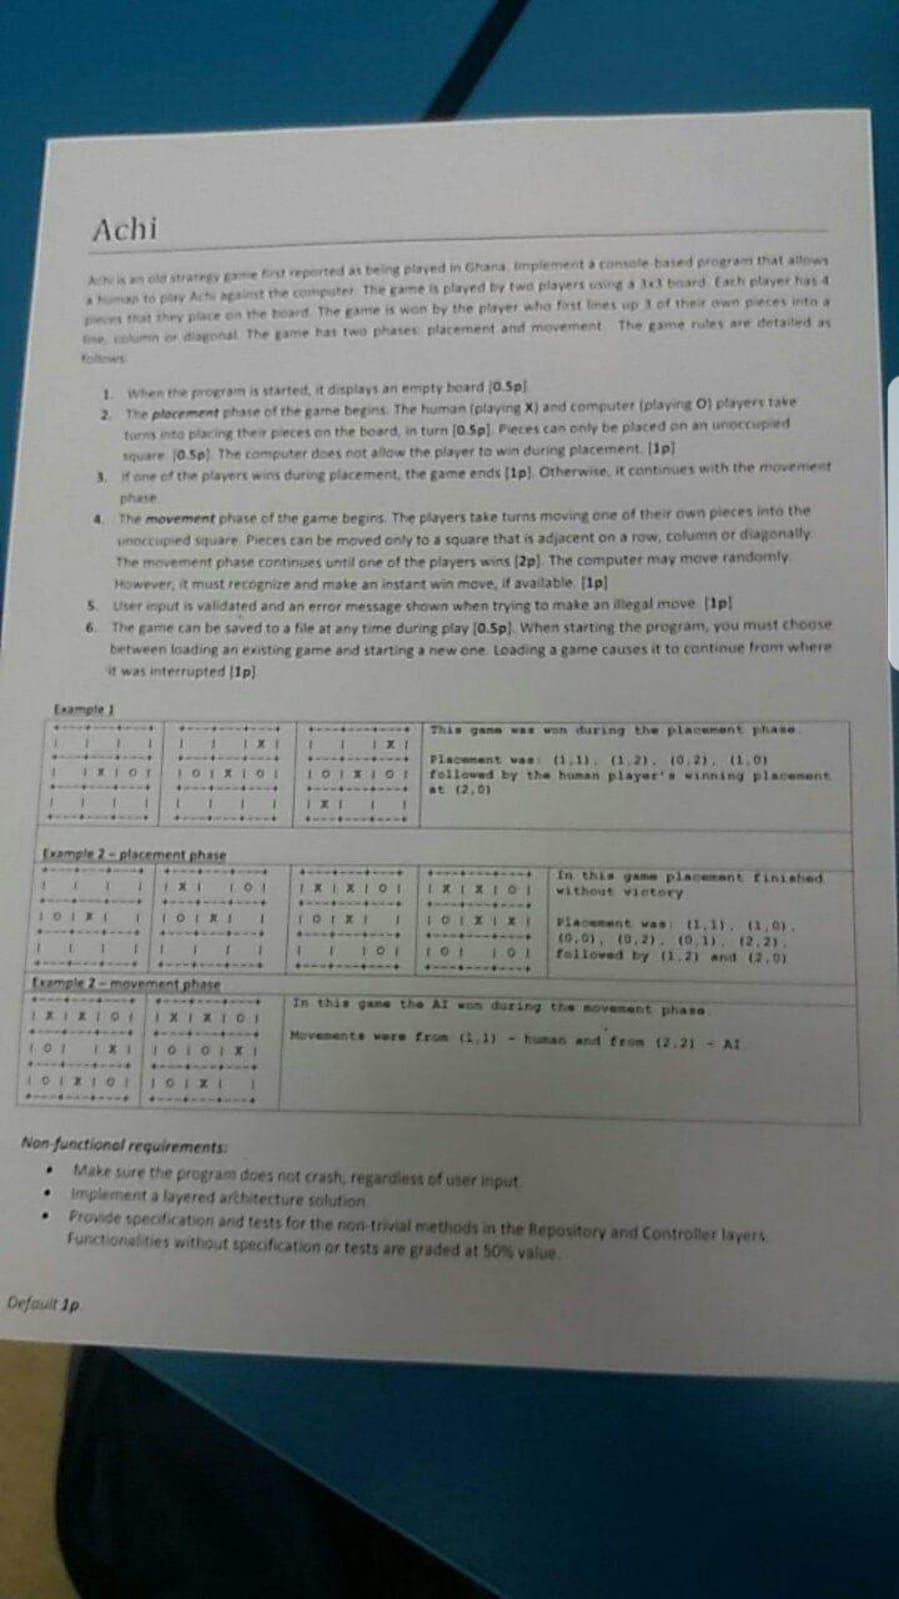 Achi
Achi is an old strategy game first reported as being played in Ghana. Implement a console-based program that allows
a human to play Achi against the computer. The game is played by two players using a 3x3 board. Each player has 4
pieces that they place on the board. The game is won by the player who first lines up 3 of their own pieces into a
line, column or diagonal. The game has two phases: placement and movement. The game rules are detailed as
follows:
1. When the program is started, it displays an empty board [0.5p]
2. The placement phase of the game begins. The human (playing X) and computer (playing O) players take
turns into placing their pieces on the board, in turn [0.5p]. Pieces can only be placed on an unoccupied
square [0.5p]. The computer does not allow the player to win during placement. [1p]
3. If one of the players wins during placement, the game ends [1p]. Otherwise, it continues with the movement
phase
4. The movement phase of the game begins. The players take turns moving one of their own pieces into the
unoccupied square. Pieces can be moved only to a square that is adjacent on a row, column or diagonally.
The movement phase continues until one of the players wins [2p]. The computer may move randomly.
However, it must recognize and make an instant win move, if available. [1p]
5. User input is validated and an error message shown when trying to make an illegal move. [1p]
6. The game can be saved to a file at any time during play [0.5p]. When starting the program, you must choose
between loading an existing game and starting a new one. Loading a game causes it to continue from where
it was interrupted [1p].
Example 1
+---+---+---+ +---+---+---+ +---+---+---+ This game was won during the placement phase.
| | | | | | | X | | | | X |
+---+---+---+ +---+---+---+ +---+---+---+ Placement was: (1,1), (1,2), (0,2), (1,0)
| | X | O | | O | X | O | | O | X | O | followed by the human player's winning placement
+---+---+---+ +---+---+---+ +---+---+---+ at (2,0)
| | | | | | | | | X | | |
+---+---+---+ +---+---+---+ +---+---+---+
Example 2 – placement phase
+---+---+---+ +---+---+---+ +---+---+---+ +---+---+---+ In this game placement finished
| | | | | X | | O | | X | X | O | | X | X | O | without victory
+---+---+---+ +---+---+---+ +---+---+---+ +---+---+---+
| O | X | | | O | X | | | O | X | | | O | X | X | Placement was: (1,1), (1,0),
+---+---+---+ +---+---+---+ +---+---+---+ +---+---+---+ (0,0), (0,2), (0,1), (2,2),
| | | | | | | | | | | O | | O | | O | followed by (1,2) and (2,0)
+---+---+---+ +---+---+---+ +---+---+---+ +---+---+---+
Example 2 – movement phase
+---+---+---+ +---+---+---+ In this game the AI won during the movement phase.
| X | X | O | | X | X | O |
+---+---+---+ +---+---+---+ Movements were from (1,1) - human and from (2,2) - AI
| O | | X | | O | O | X |
+---+---+---+ +---+---+---+
| O | X | O | | O | X | |
+---+---+---+ +---+---+---+
Non-functional requirements:
• Make sure the program does not crash, regardless of user input.
• Implement a layered architecture solution.
• Provide specification and tests for the non-trivial methods in the Repository and Controller layers.
Functionalities without specification or tests are graded at 50% value.
Default 1p